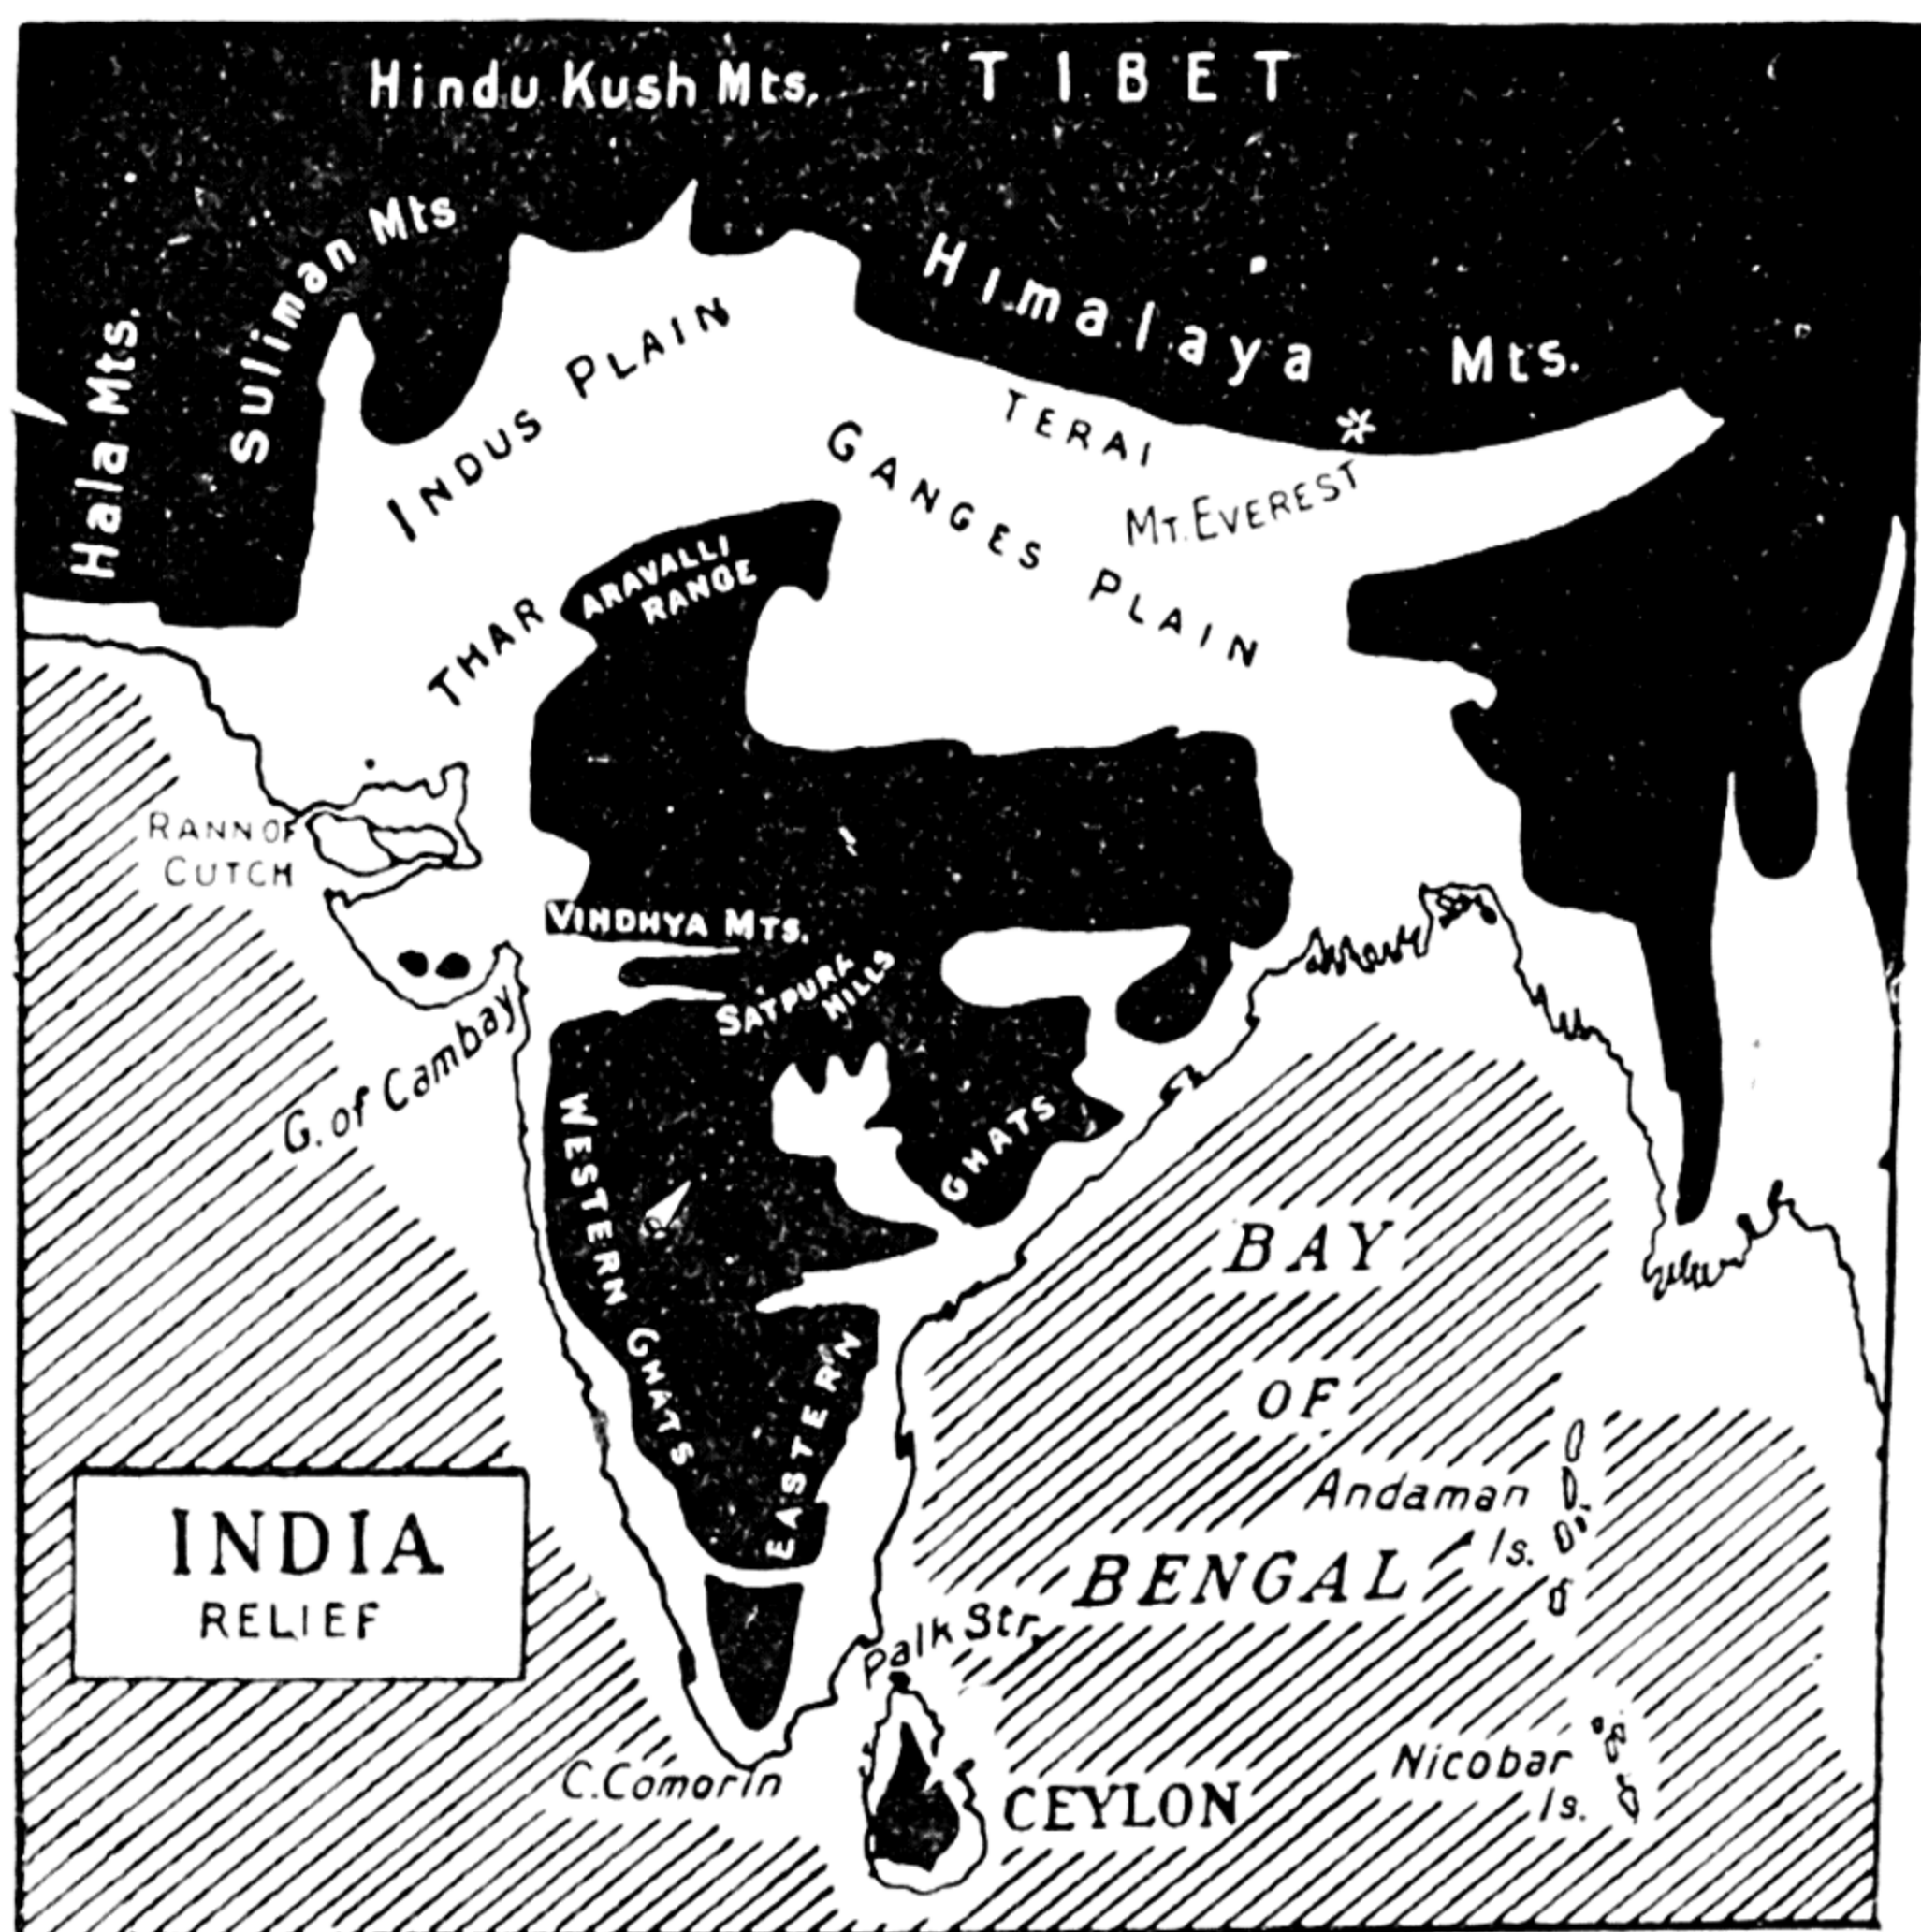 Hindu Kush Mts.
TIBET
Suliman Mts
Hala Mts.
Himalaya Mts.
INDUS PLAIN
TERAI
GANGES PLAIN
MT. EVEREST
THAR
ARAVALLI
RANGE
RANN OF
CUTCH
VINDHYA MTS.
SATPURA
HILLS
G. of Cambay
WESTERN GHATS
EASTERN GHATS
BAY
OF
BENGAL
Andaman
Is.
INDIA
RELIEF
Palk Str.
C. Comorin
CEYLON
Nicobar
Is.